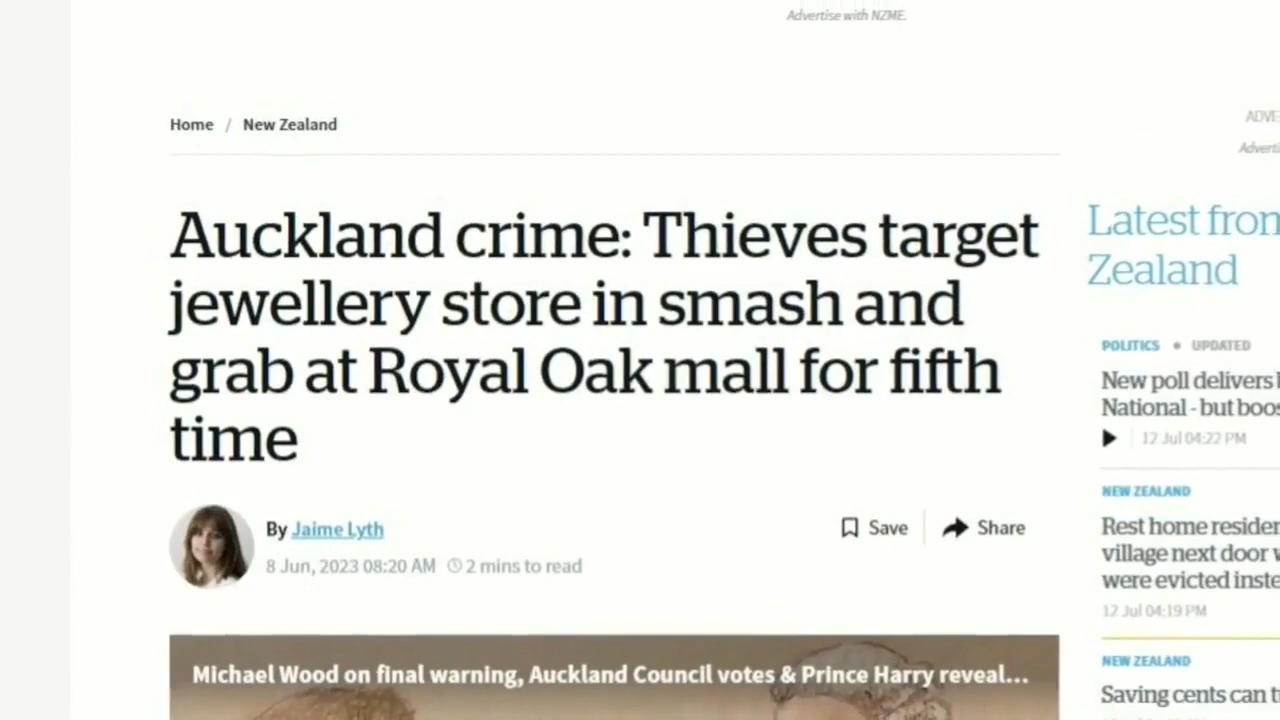 Advertise with NZME.
Home / New Zealand
Auckland crime: Thieves target
jewellery store in smash and
grab at Royal Oak mall for fifth
time
By Jaime Lyth
8 Jun, 2023 08:20 AM 2 mins to read
Save
Share
Michael Wood on final warning, Auckland Council votes & Prince Harry reveal...
Latest
Zealand
POLITICS • UPDATED
New poll delivers
National - but
12 Jul 04:22 PM
NEW ZEALAND
Rest home
village next door
were evicted
12 Jul 04:19 PM
NEW ZEALAND
Saving cents can